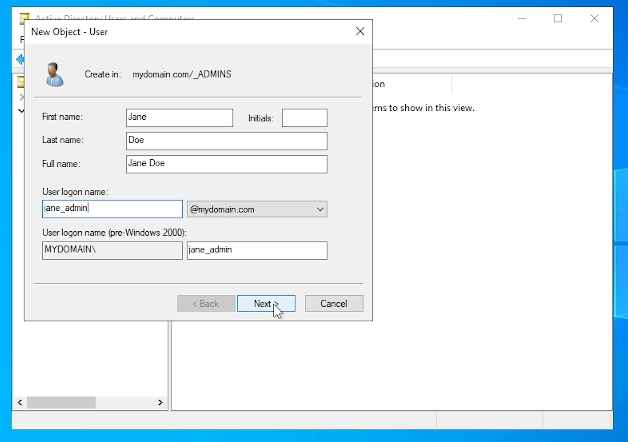 Active Directory Users and Computers
New Object - User
Create in: mydomain.com/_ADMINS
First name: Jane Initials:
Last name: Doe
Full name: Jane Doe
User logon name:
jane_admin @mydomain.com
User logon name (pre-Windows 2000):
MYDOMAIN\ jane_admin
< Back Next > Cancel
ion
ems to show in this view.